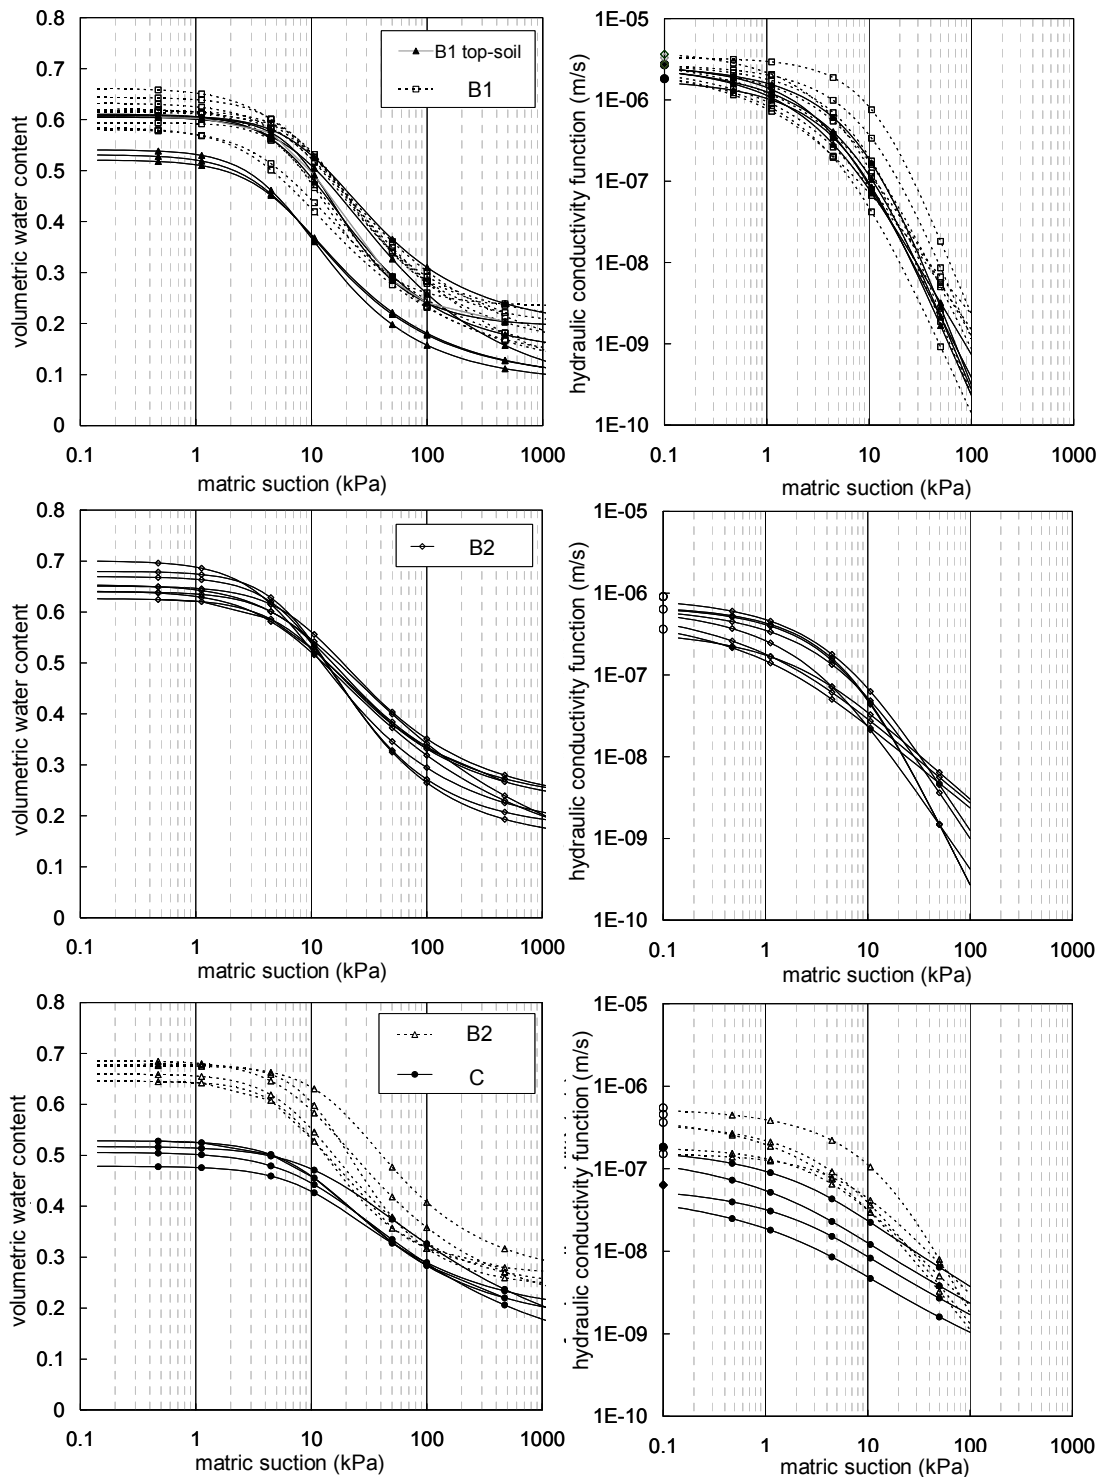 0.8
0.7
0.6
0.5
0.4
0.3
0.2
0.1
0
volumetric water content
B1 top-soil
B1
0.1 1 10 100 1000
matric suction (kPa)
1E-05
1E-06
1E-07
1E-08
1E-09
1E-10
hydraulic conductivity function (m/s)
0.1 1 10 100 1000
matric suction (kPa)
0.8
0.7
0.6
0.5
0.4
0.3
0.2
0.1
0
volumetric water content
B2
0.1 1 10 100 1000
matric suction (kPa)
1E-05
1E-06
1E-07
1E-08
1E-09
1E-10
hydraulic conductivity function (m/s)
0.1 1 10 100 1000
matric suction (kPa)
0.8
0.7
0.6
0.5
0.4
0.3
0.2
0.1
0
volumetric water content
B2
C
0.1 1 10 100 1000
matric suction (kPa)
1E-05
1E-06
1E-07
1E-08
1E-09
1E-10
hydraulic conductivity function (m/s)
0.1 1 10 100 1000
matric suction (kPa)